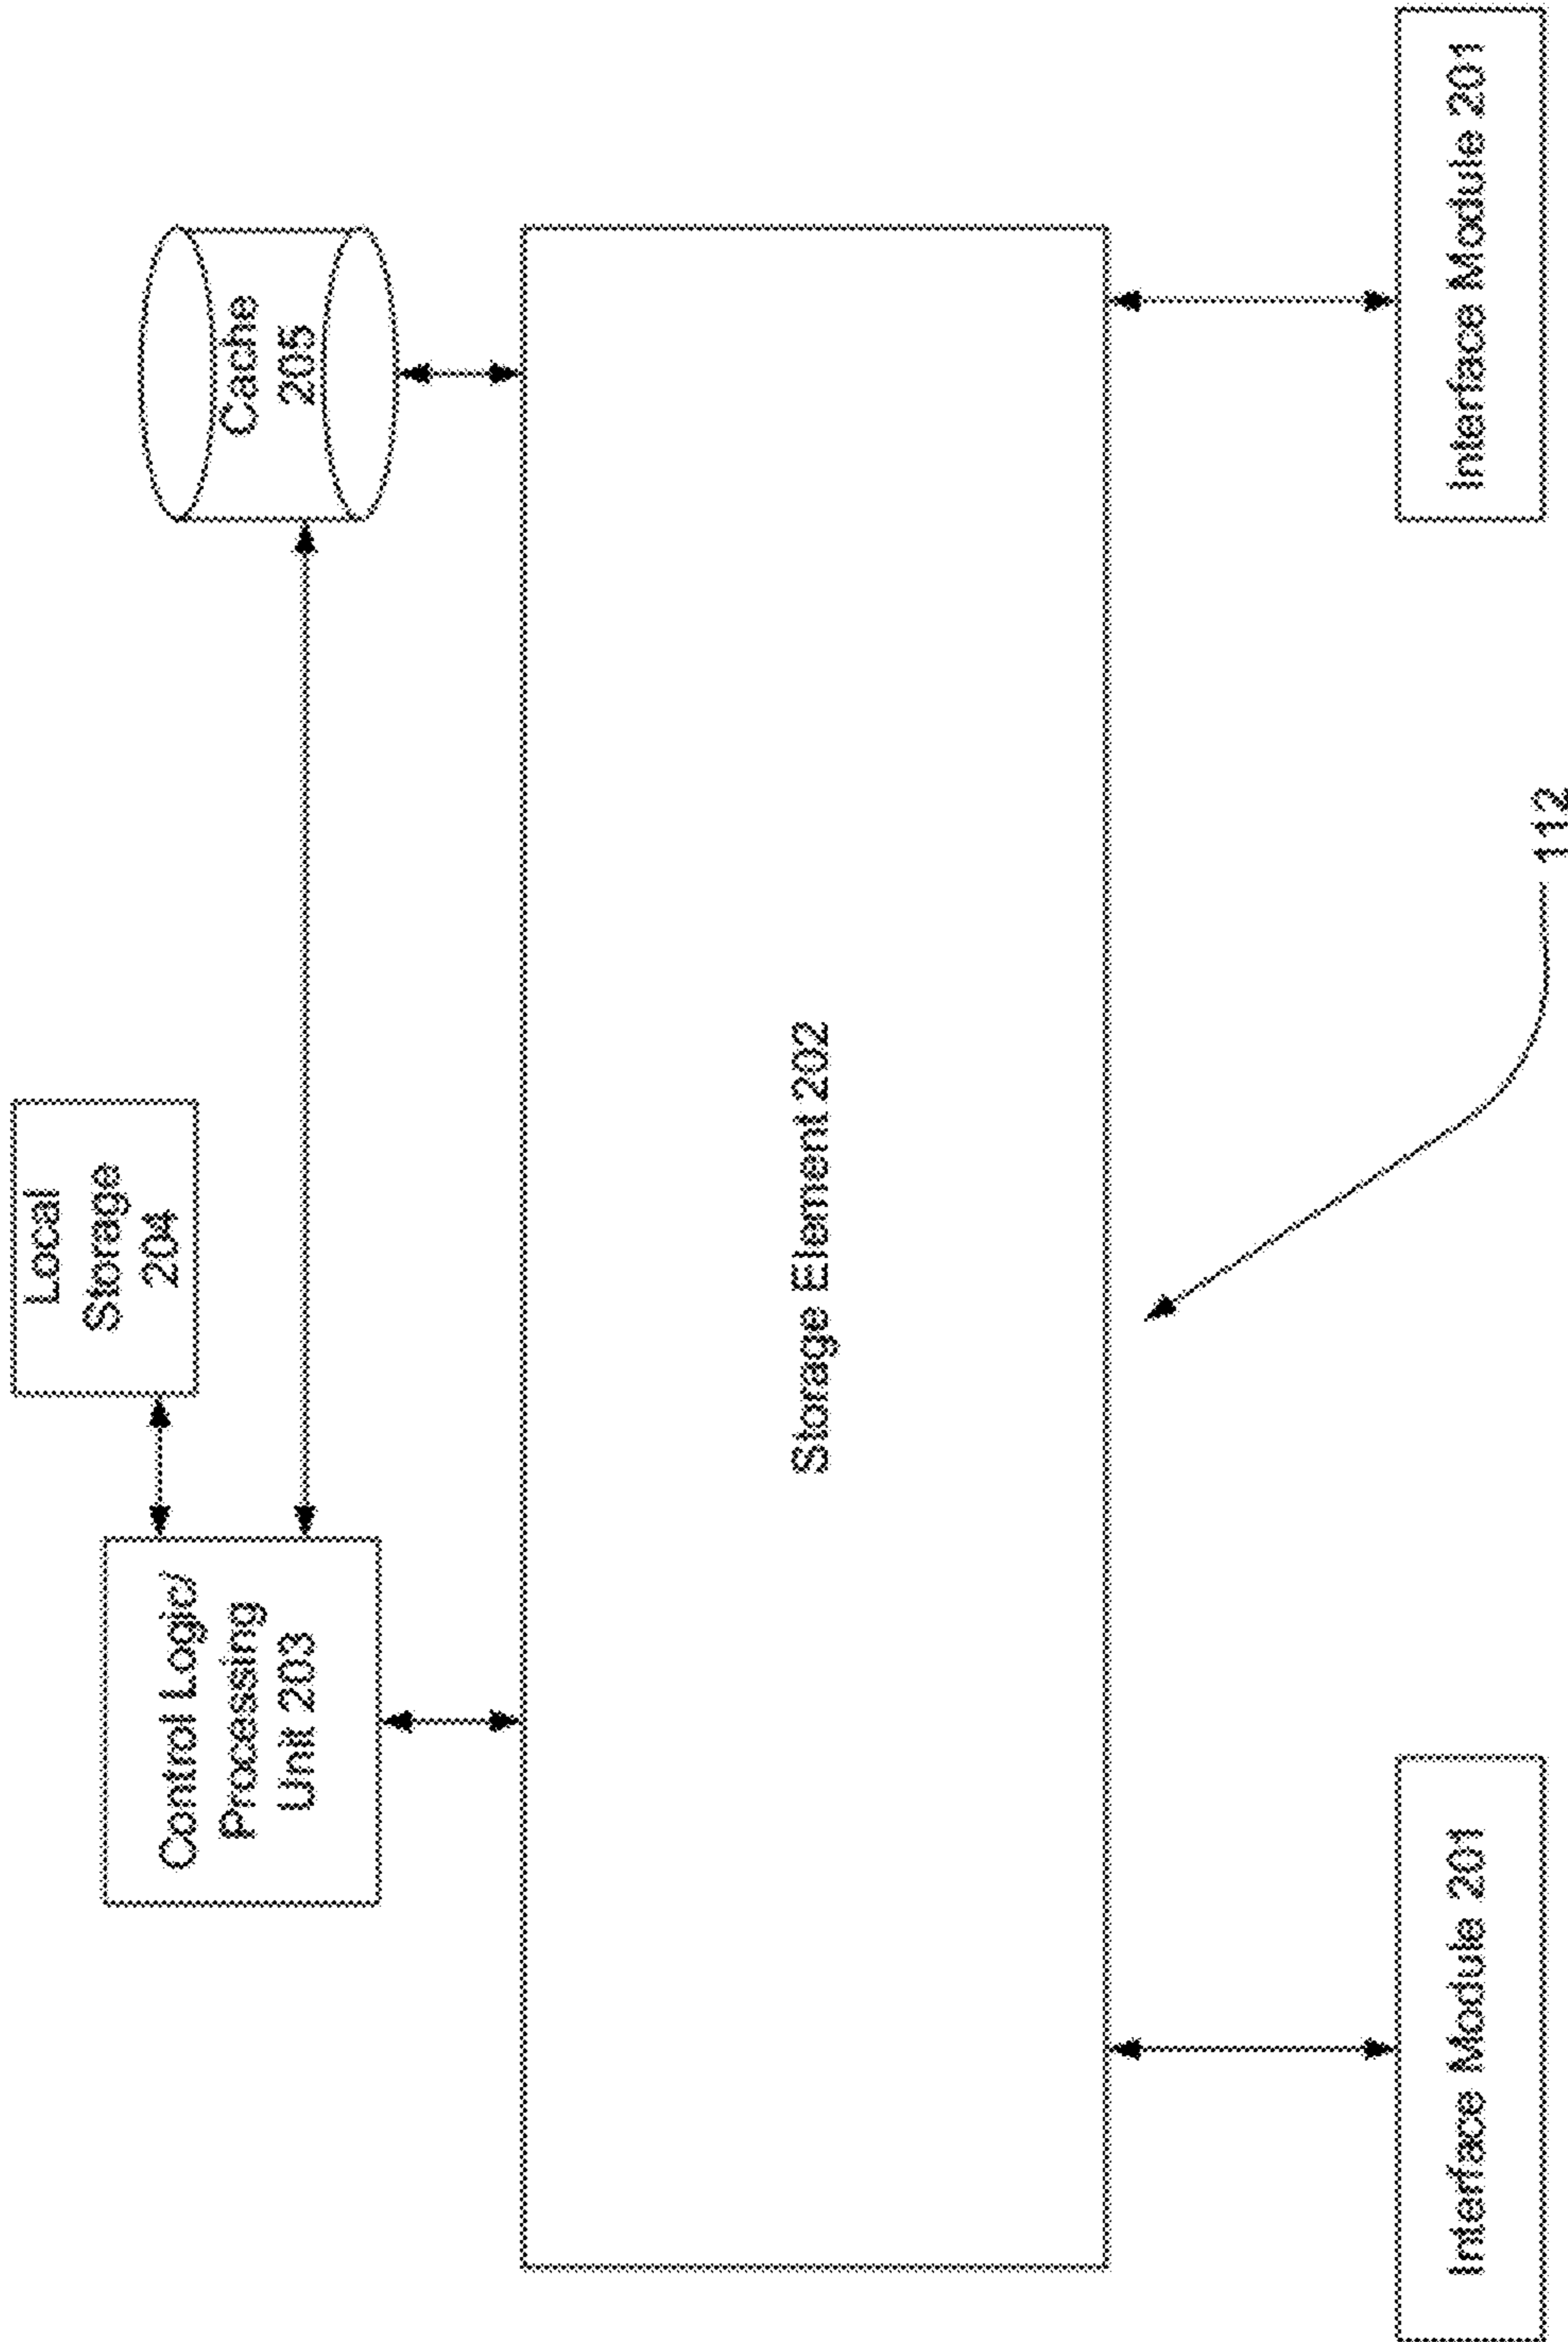 Local
Storage
204
Control Logic/
Processing
Unit 203
Cache
205
Storage Element 202
112
Interface Module 201
Interface Module 201